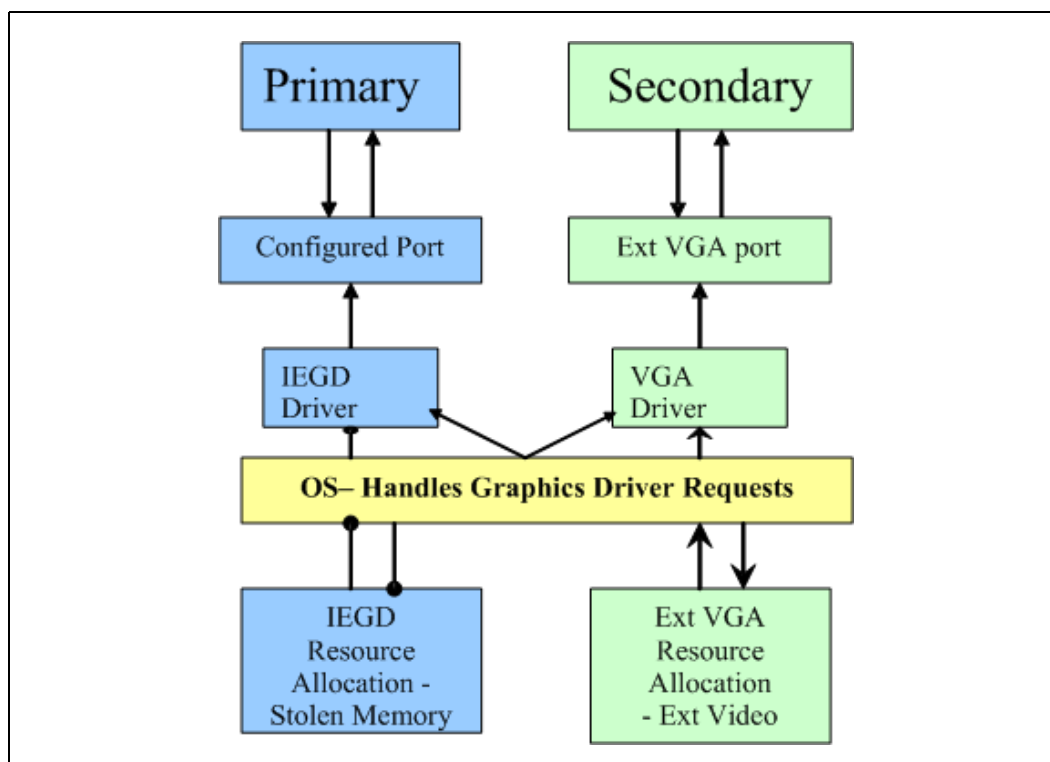 Primary
Secondary
Configured Port
Ext VGA port
IEGD
Driver
VGA
Driver
OS– Handles Graphics Driver Requests
IEGD
Resource
Allocation -
Stolen Memory
Ext VGA
Resource
Allocation
- Ext Video